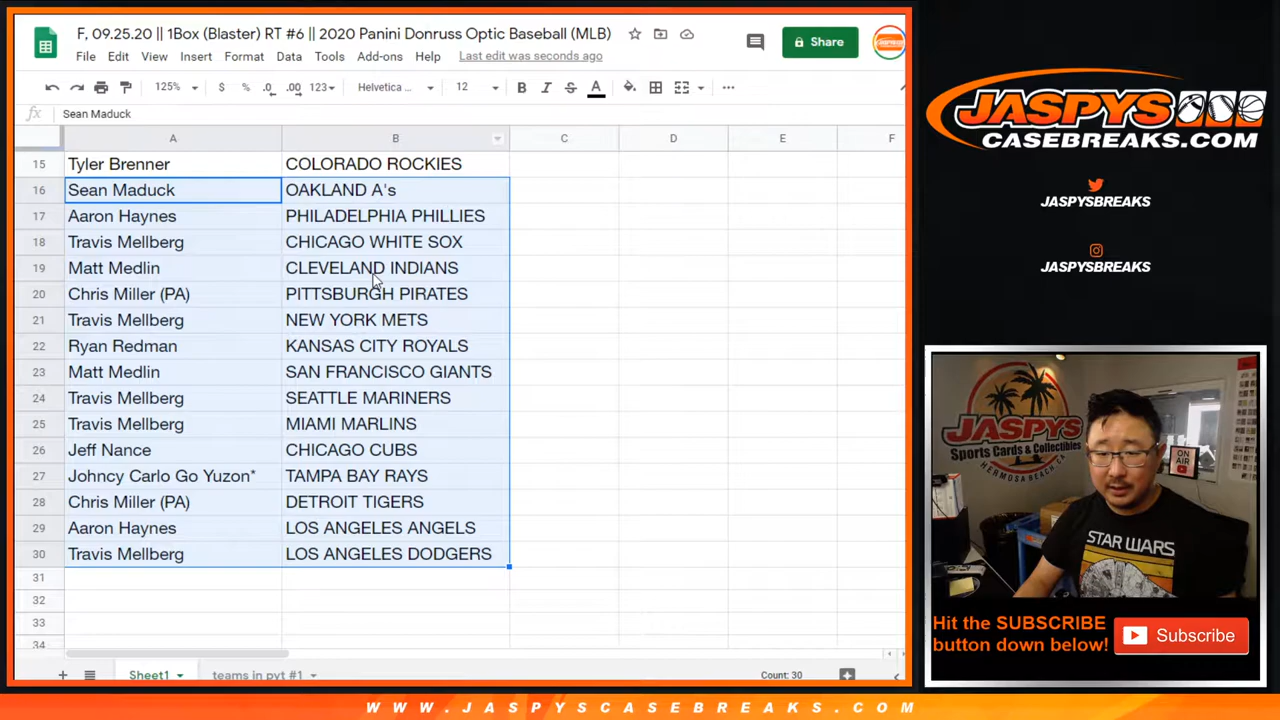 F, 09.25.20 || 1Box (Blaster) RT #6 || 2020 Panini Donruss Optic Baseball (MLB)
Share
File Edit View Insert Format Data Tools Add-ons Help Last edit was seconds ago
125% $ % .0 .00 123 Helvetica ... 12 B I S A
fx Sean Maduck
A B C D E F
15 Tyler Brenner COLORADO ROCKIES
16 Sean Maduck OAKLAND A's
17 Aaron Haynes PHILADELPHIA PHILLIES
18 Travis Mellberg CHICAGO WHITE SOX
19 Matt Medlin CLEVELAND INDIANS
20 Chris Miller (PA) PITTSBURGH PIRATES
21 Travis Mellberg NEW YORK METS
22 Ryan Redman KANSAS CITY ROYALS
23 Matt Medlin SAN FRANCISCO GIANTS
24 Travis Mellberg SEATTLE MARINERS
25 Travis Mellberg MIAMI MARLINS
26 Jeff Nance CHICAGO CUBS
27 Johncy Carlo Go Yuzon* TAMPA BAY RAYS
28 Chris Miller (PA) DETROIT TIGERS
29 Aaron Haynes LOS ANGELES ANGELS
30 Travis Mellberg LOS ANGELES DODGERS
31
32
33
34
Sheet1 teams in pyt #1 Count: 30
JASPYS
CASEBREAKS.COM
JASPYSBREAKS
JASPYSBREAKS
JASPYS
Sports Cards & Collectibles
HERMOSA BEACH, CA
ON AIR
STAR WARS
Hit the SUBSCRIBE
button down below!
Subscribe
WWW.JASPYSCASEBREAKS.COM